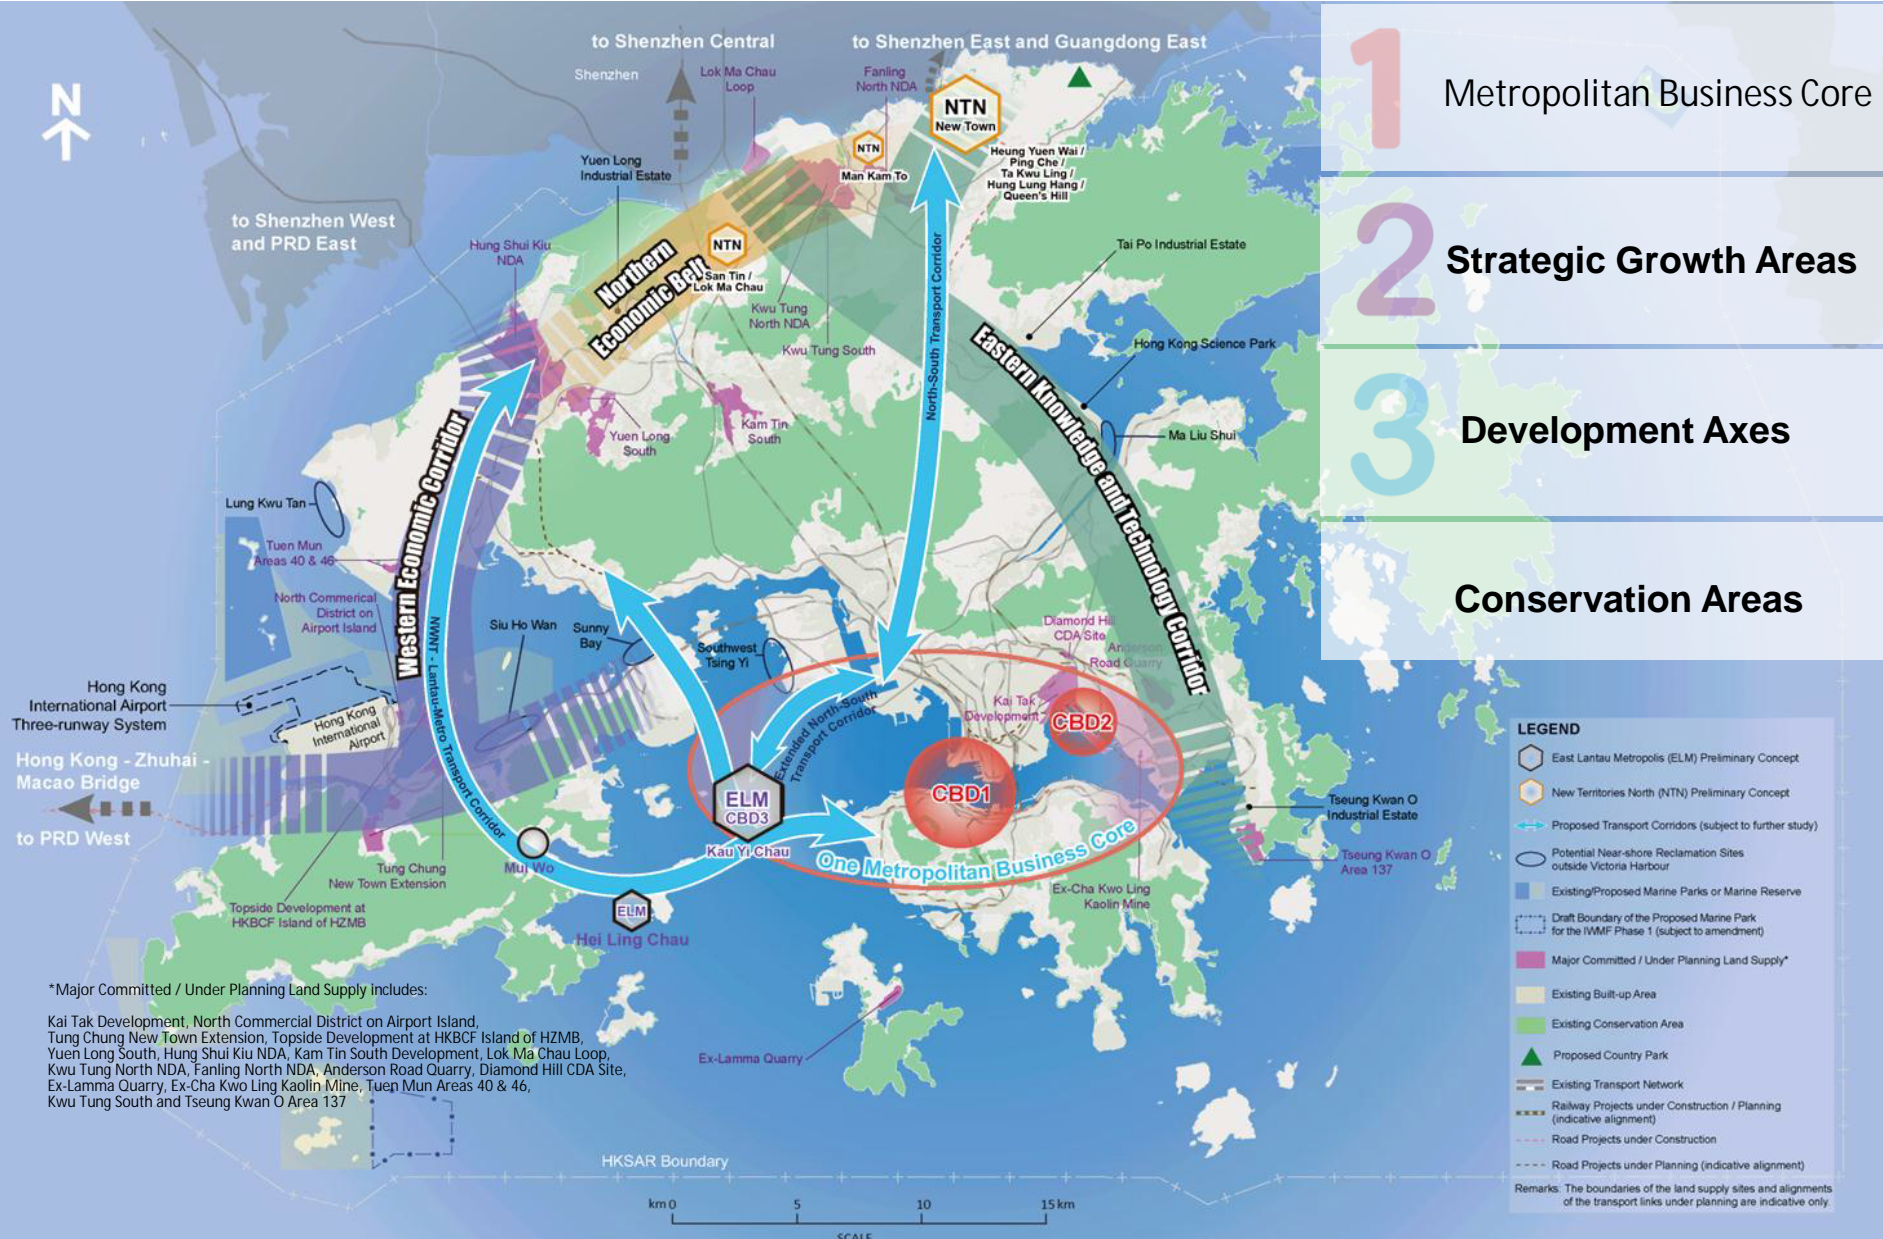 to Shenzhen Central
to Shenzhen East and Guangdong East
1
Metropolitan Business Core
2
Strategic Growth Areas
3
Development Axes
Conservation Areas
N
Shenzhen
Lok Ma Chau
Loop
Fanling
North NDA
NTN
New Town
NTN
Man Kam To
Heung Yuen Wai /
Ping Che /
Ta Kwu Ling /
Hung Lung Hang /
Queen's Hill
Yuen Long
Industrial Estate
to Shenzhen West
and PRD East
Hung Shui Kiu
NDA
NTN
San Tin /
Lok Ma Chau
Northern
Economic Belt
Kwu Tung
North NDA
Kwu Tung South
North-South Transport Corridor
Tai Po Industrial Estate
Hong Kong Science Park
Eastern Knowledge and Technology Corridor
Ma Liu Shui
Yuen Long
South
Kam Tin
South
Western Economic Corridor
Lung Kwu Tan
Tuen Mun
Areas 40 & 46
North Commerical
District on
Airport Island
Siu Ho Wan
Sunny
Bay
Southwest
Tsing Yi
Diamond Hill
CDA Site
Anderson
Road Quarry
NWNT - Lantau-Metro Transport Corridor
Hong Kong
International Airport
Three-runway System
Hong Kong
International
Airport
Extended North-South
Transport Corridor
Kai Tak
Development
CBD2
Hong Kong - Zhuhai -
Macao Bridge
to PRD West
ELM
CBD3
Kau Yi Chau
CBD1
One Metropolitan Business Core
Tseung Kwan O
Industrial Estate
Tseung Kwan O
Area 137
Mui Wo
Tung Chung
New Town Extension
Topside Development at
HKBCF Island of HZMB
ELM
Hei Ling Chau
Ex-Cha Kwo Ling
Kaolin Mine
Ex-Lamma Quarry
*Major Committed / Under Planning Land Supply includes:
Kai Tak Development, North Commercial District on Airport Island,
Tung Chung New Town Extension, Topside Development at HKBCF Island of HZMB,
Yuen Long South, Hung Shui Kiu NDA, Kam Tin South Development, Lok Ma Chau Loop,
Kwu Tung North NDA, Fanling North NDA, Anderson Road Quarry, Diamond Hill CDA Site,
Ex-Lamma Quarry, Ex-Cha Kwo Ling Kaolin Mine, Tuen Mun Areas 40 & 46,
Kwu Tung South and Tseung Kwan O Area 137
HKSAR Boundary
km 0 5 10 15 km
SCALE
LEGEND
East Lantau Metropolis (ELM) Preliminary Concept
New Territories North (NTN) Preliminary Concept
Proposed Transport Corridors (subject to further study)
Potential Near-shore Reclamation Sites
outside Victoria Harbour
Existing/Proposed Marine Parks or Marine Reserve
Draft Boundary of the Proposed Marine Park
for the IWMF Phase 1 (subject to amendment)
Major Committed / Under Planning Land Supply*
Existing Built-up Area
Existing Conservation Area
Proposed Country Park
Existing Transport Network
Railway Projects under Construction / Planning
(indicative alignment)
Road Projects under Construction
Road Projects under Planning (indicative alignment)
Remarks: The boundaries of the land supply sites and alignments
of the transport links under planning are indicative only.